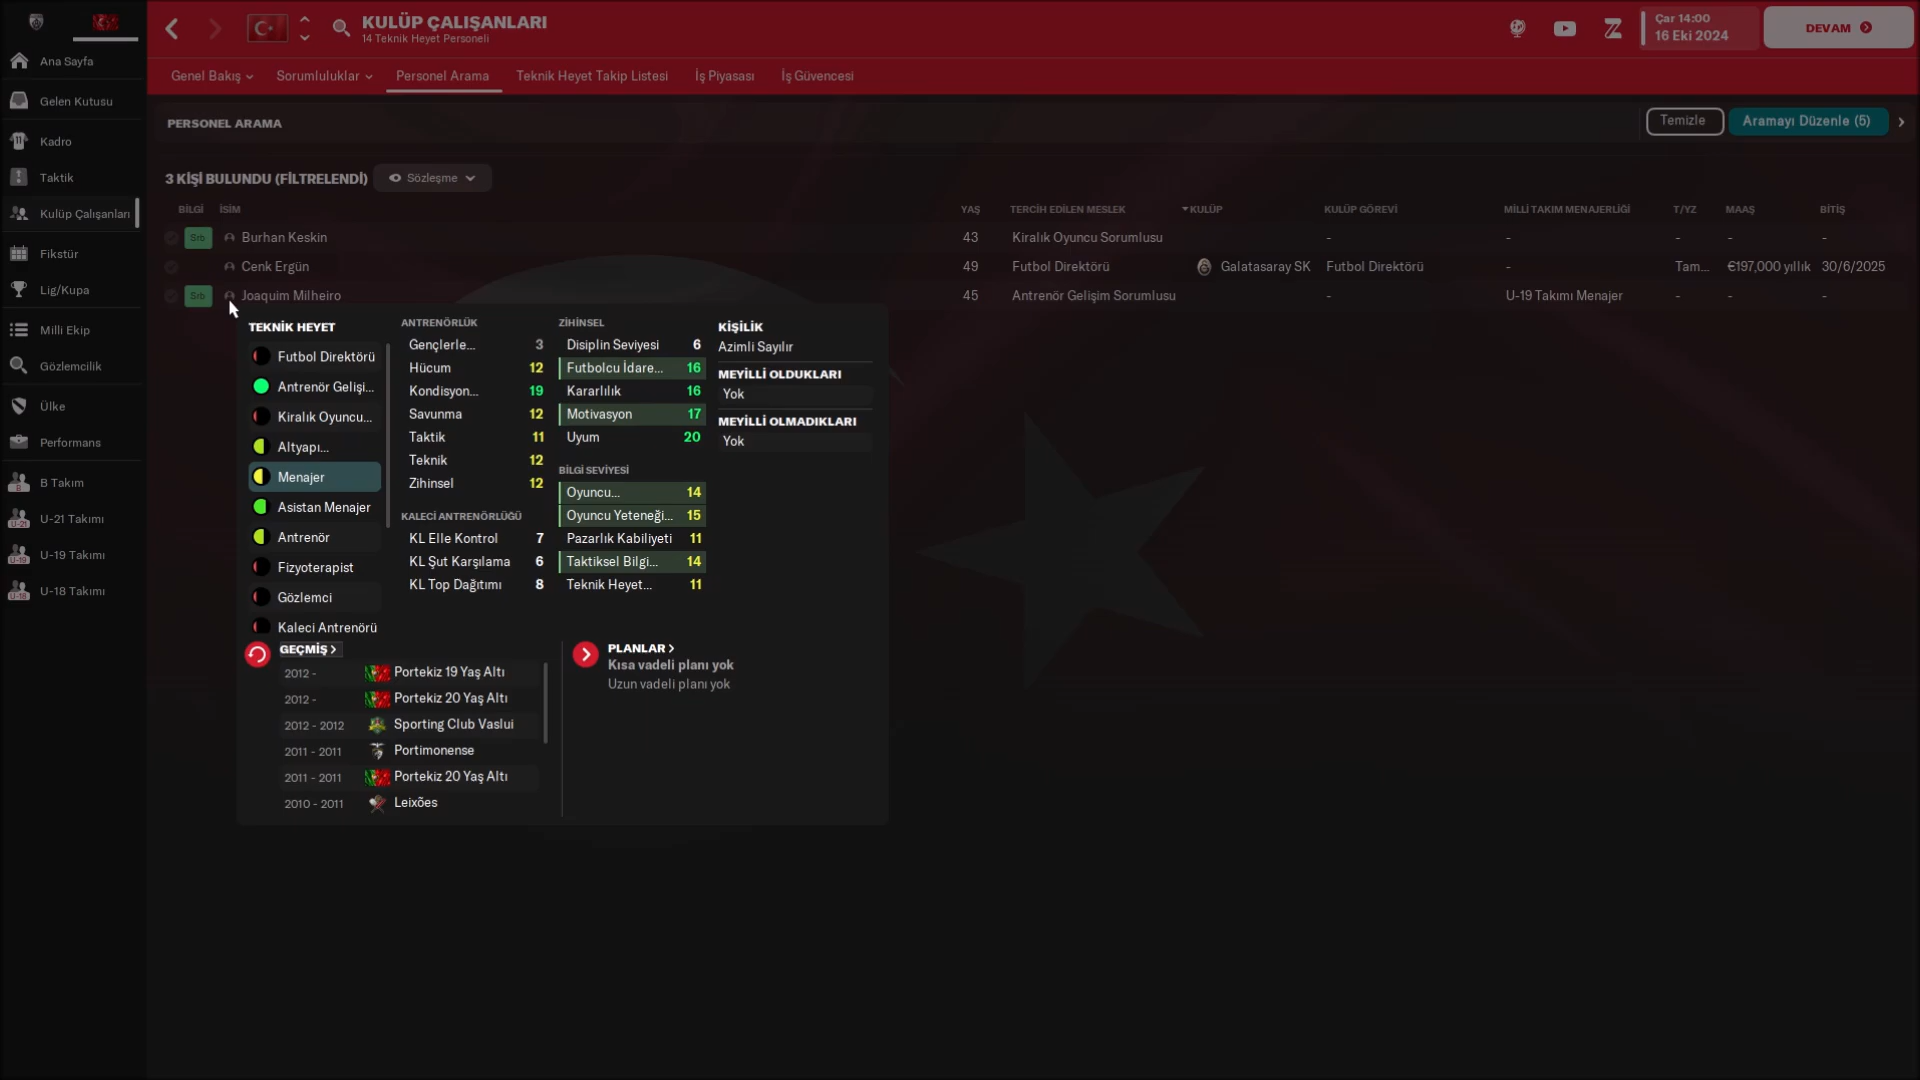 KULÜP ÇALIŞANLARI
14 Teknik Heyet Personeli
Çar 14:00
16 Eki 2024
DEVAM
Genel Bakış
Sorumluluklar
Personel Arama
Teknik Heyet Takip Listesi
İş Piyasası
İş Güvencesi
Ana Sayfa
Gelen Kutusu
Kadro
Taktik
Kulüp Çalışanları
Fikstür
Lig/Kupa
Milli Ekip
Gözlemcilik
Ülke
Performans
B Takım
U-21 Takımı
U-19 Takımı
U-18 Takımı
PERSONEL ARAMA
Temizle
Aramayı Düzenle (5)
3 KİŞİ BULUNDU (FİLTRELENDİ)
Sözleşme
BİLGİ İSİM YAŞ TERCİH EDİLEN MESLEK KULÜP KULÜP GÖREVİ MİLLİ TAKIM MENAJERLİĞİ T/YZ MAAŞ BİTİŞ
Srb Burhan Keskin 43 Kiralık Oyuncu Sorumlusu - - - - -
Cenk Ergün 49 Futbol Direktörü Galatasaray SK Futbol Direktörü - Tam... €197,000 yıllık 30/6/2025
Srb Joaquim Milheiro 45 Antrenör Gelişim Sorumlusu - U-19 Takımı Menajer - - -
TEKNİK HEYET
Futbol Direktörü
Antrenör Gelişi...
Kiralık Oyuncu...
Altyapı...
Menajer
Asistan Menajer
Antrenör
Fizyoterapist
Gözlemci
Kaleci Antrenörü
ANTRENÖRLÜK
Gençlerle... 3
Hücum 12
Kondisyon... 19
Savunma 12
Taktik 11
Teknik 12
Zihinsel 12
KALECİ ANTRENÖRLÜĞÜ
KL Elle Kontrol 7
KL Şut Karşılama 6
KL Top Dağıtımı 8
ZİHİNSEL
Disiplin Seviyesi 6
Futbolcu İdare... 16
Kararlılık 16
Motivasyon 17
Uyum 20
BİLGİ SEVİYESİ
Oyuncu... 14
Oyuncu Yeteneği... 15
Pazarlık Kabiliyeti 11
Taktiksel Bilgi... 14
Teknik Heyet... 11
KİŞİLİK
Azimli Sayılır
MEYİLLİ OLDUKLARI
Yok
MEYİLLİ OLMADIKLARI
Yok
GEÇMİŞ >
2012 - Portekiz 19 Yaş Altı
2012 - Portekiz 20 Yaş Altı
2012 - 2012 Sporting Club Vaslui
2011 - 2011 Portimonense
2011 - 2011 Portekiz 20 Yaş Altı
2010 - 2011 Leixões
PLANLAR >
Kısa vadeli planı yok
Uzun vadeli planı yok